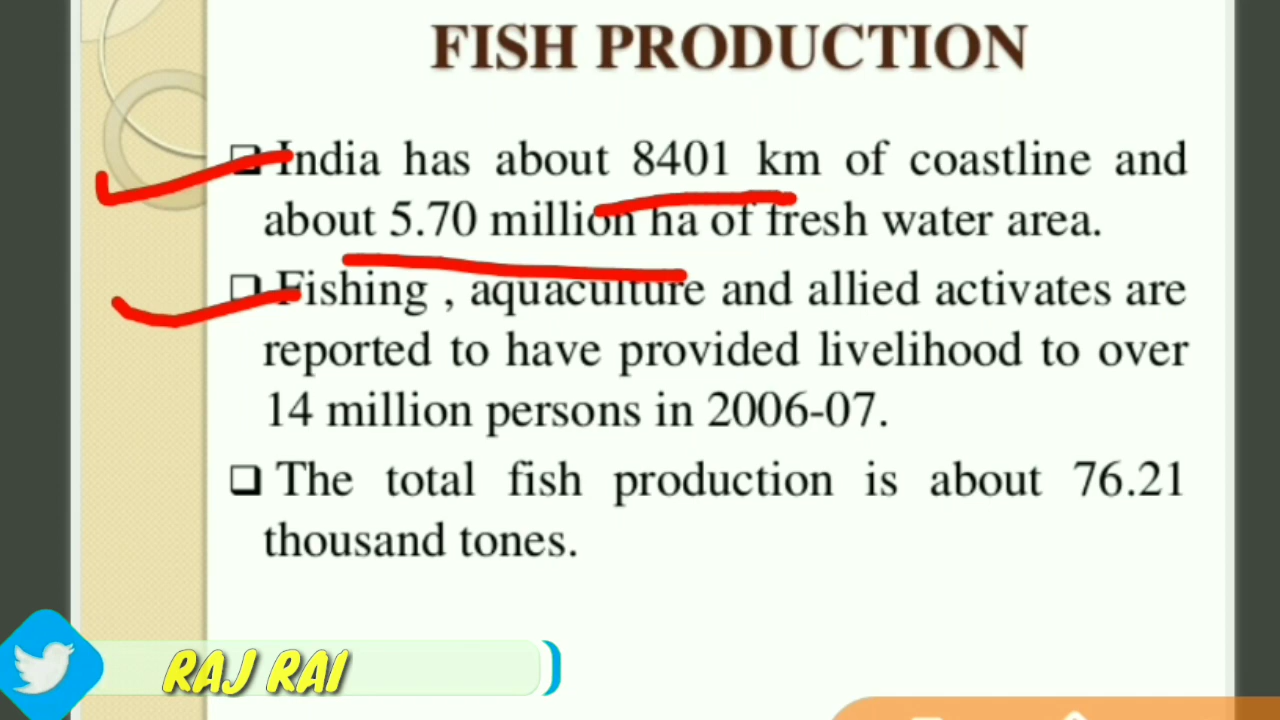 FISH PRODUCTION
India has about 8401 km of coastline and
about 5.70 million ha of fresh water area.
Fishing , aquaculture and allied activates are
reported to have provided livelihood to over
14 million persons in 2006-07.
The total fish production is about 76.21
thousand tones.
RAJ RAI